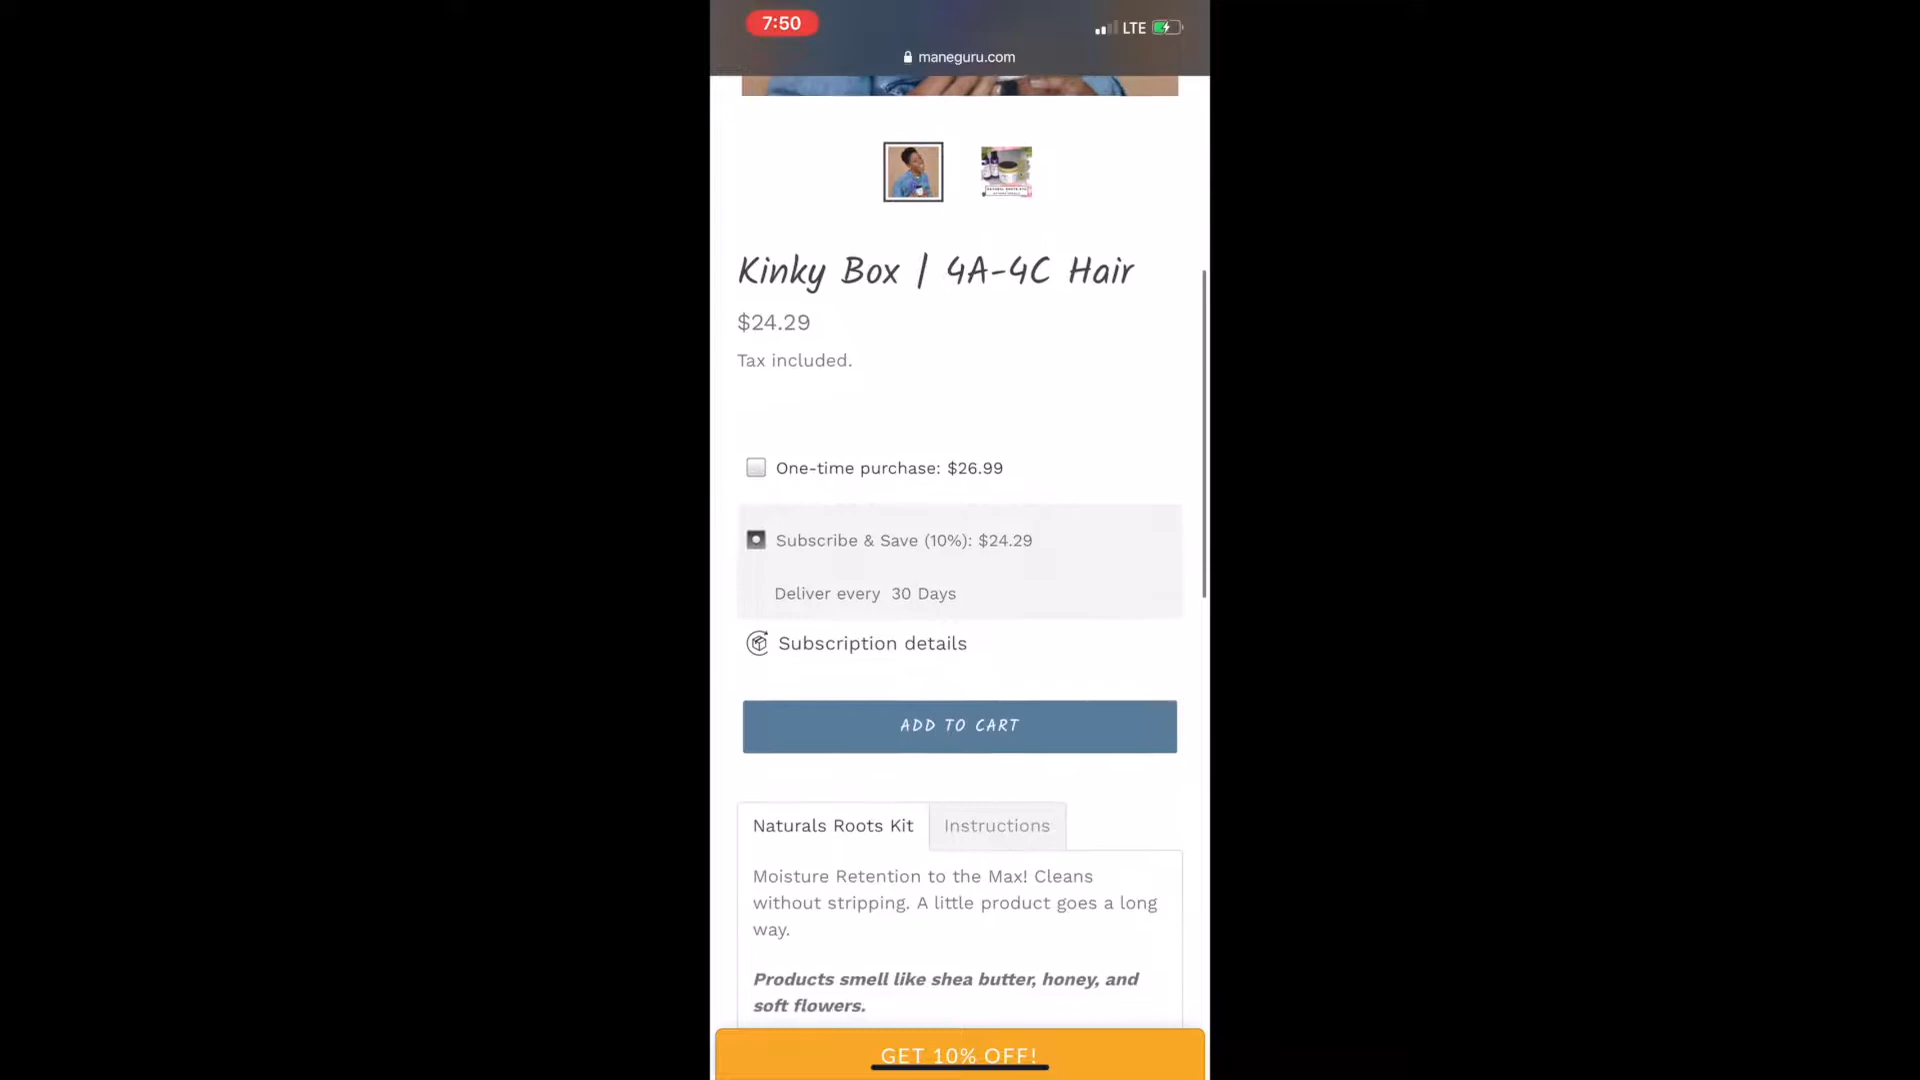 7:50
LTE
maneguru.com
Kinky Box | 4A-4C Hair
$24.29
Tax included.
One-time purchase: $26.99
Subscribe & Save (10%): $24.29
Deliver every 30 Days
Subscription details
ADD TO CART
Naturals Roots Kit
Instructions
Moisture Retention to the Max! Cleans
without stripping. A little product goes a long
way.
Products smell like shea butter, honey, and
soft flowers.
GET 10% OFF!